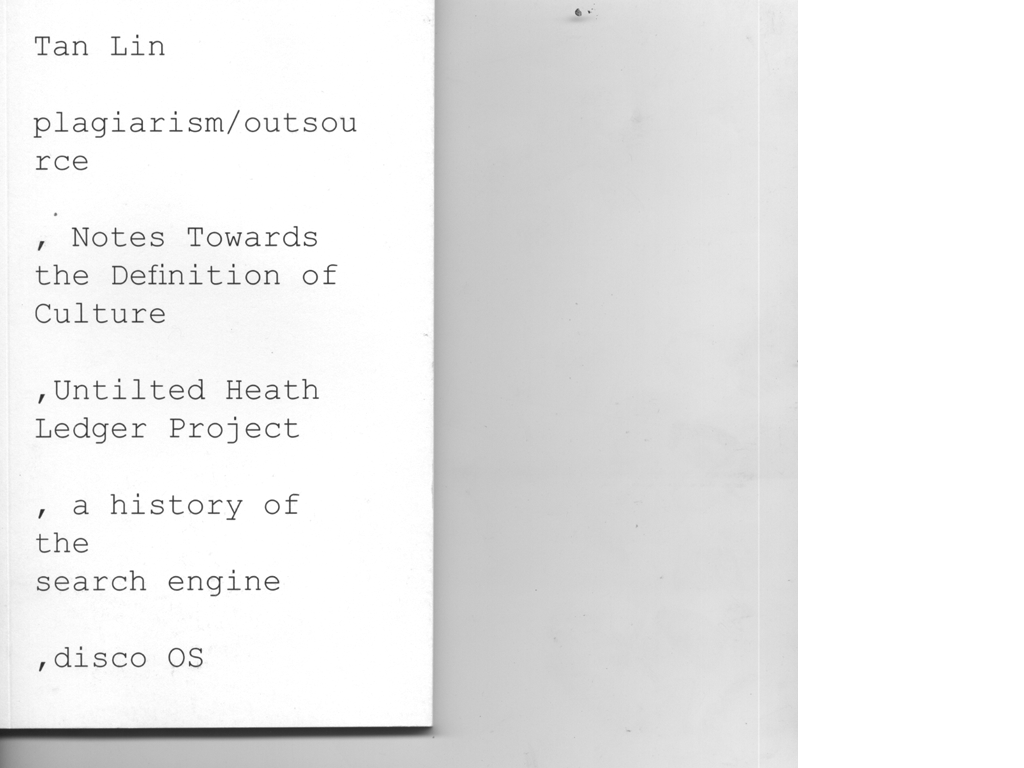 Tan Lin
plagiarism/outsou
rce
, Notes Towards
the Definition of
Culture
,Untilted Heath
Ledger Project
, a history of
the
search engine
,disco OS